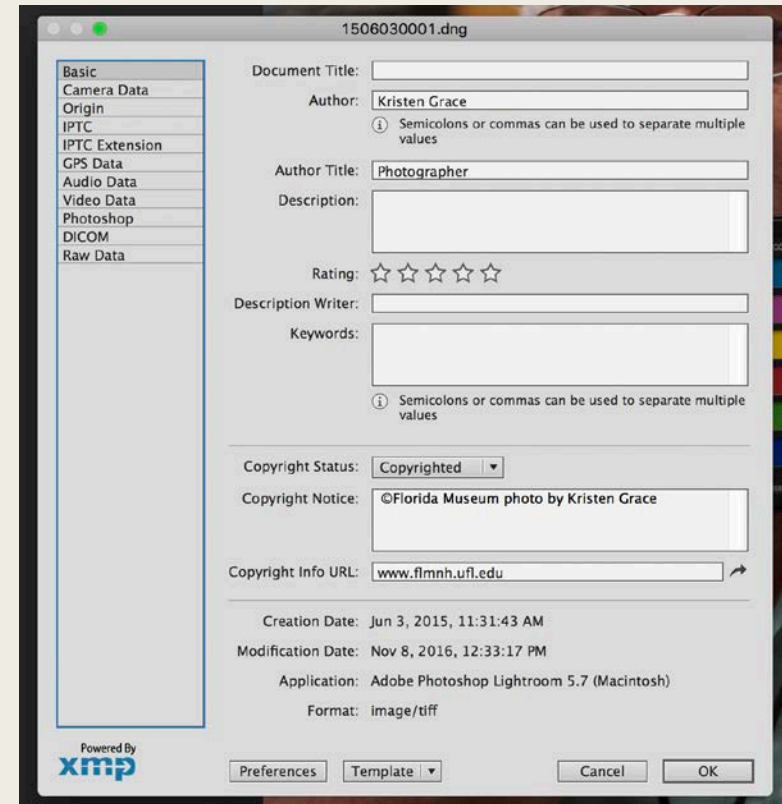 1506030001.dng
Basic
Camera Data
Origin
IPTC
IPTC Extension
GPS Data
Audio Data
Video Data
Photoshop
DICOM
Raw Data
Document Title:
Author: Kristen Grace
Semicolons or commas can be used to separate multiple
values
Author Title: Photographer
Description:
Rating:
Description Writer:
Keywords:
Semicolons or commas can be used to separate multiple
values
Copyright Status: Copyrighted
Copyright Notice: ©Florida Museum photo by Kristen Grace
Copyright Info URL: www.flmnh.ufl.edu
Creation Date: Jun 3, 2015, 11:31:43 AM
Modification Date: Nov 8, 2016, 12:33:17 PM
Application: Adobe Photoshop Lightroom 5.7 (Macintosh)
Format: image/tiff
Powered By
xmp
Preferences Template Cancel OK